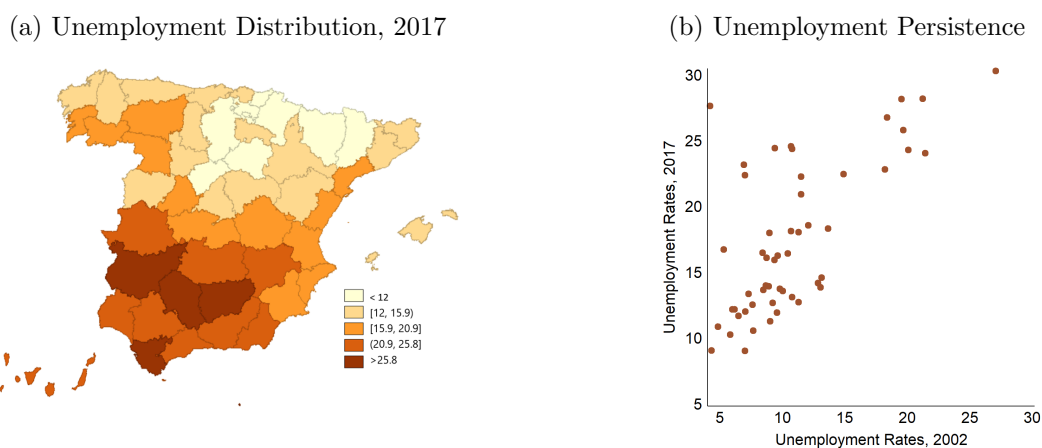 (a) Unemployment Distribution, 2017
< 12
[12, 15.9)
[15.9, 20.9]
(20.9, 25.8]
>25.8
(b) Unemployment Persistence
Unemployment Rates, 2017
30
25
20
15
10
5
5 10 15 20 25 30
Unemployment Rates, 2002